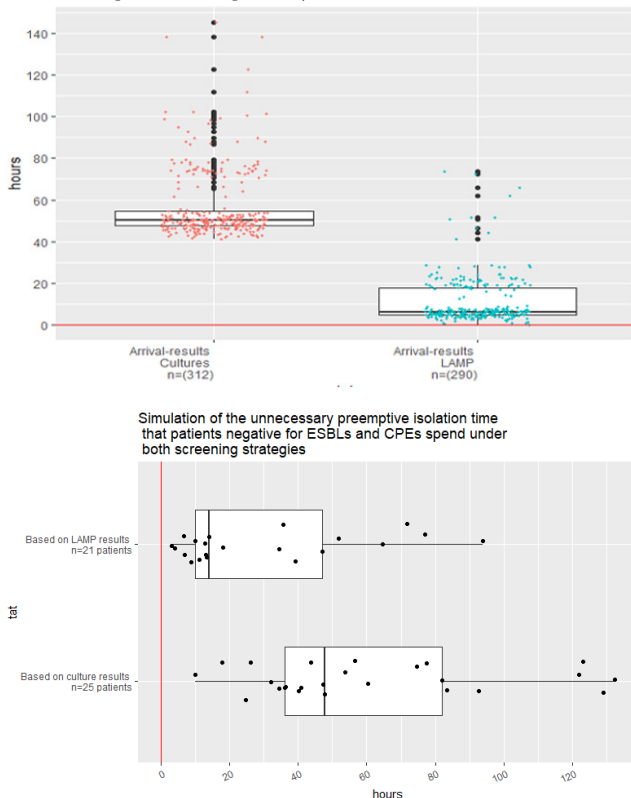 140
120
100
80
60
40
20
0
hours
Arrival-results
Cultures
n=(312)
Arrival-results
LAMP
n=(290)
Simulation of the unnecessary preemptive isolation time
that patients negative for ESBLs and CPEs spend under
both screening strategies
Based on LAMP results
n=21 patients
tat
Based on culture results
n=25 patients
0 20 40 60 80 100 120
hours